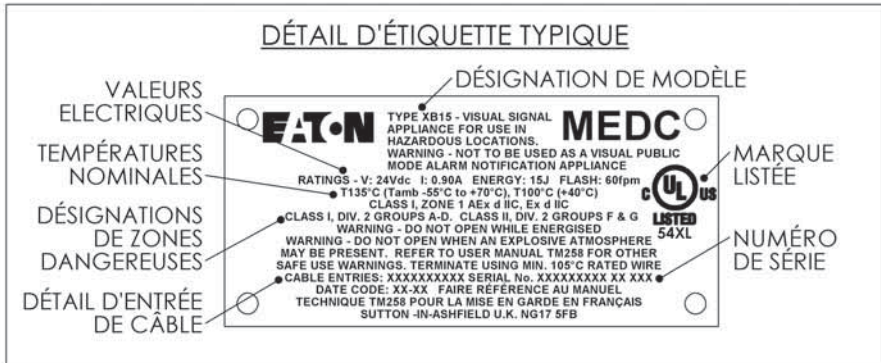 DÉTAIL D'ÉTIQUETTE TYPIQUE
VALEURS
ELECTRIQUES
TEMPÉRATURES
NOMINALES
DÉSIGNATIONS
DE ZONES
DANGEREUSES
DÉTAIL D'ENTRÉE
DE CÂBLE
DÉSIGNATION DE MODÈLE
EATON
TYPE XB15 - VISUAL SIGNAL
APPLIANCE FOR USE IN
HAZARDOUS LOCATIONS.
WARNING - NOT TO BE USED AS A VISUAL PUBLIC
MODE ALARM NOTIFICATION APPLIANCE
MEDC
RATINGS - V: 24Vdc I: 0.90A ENERGY: 15J FLASH: 60fpm
T135°C (Tamb -55°C to +70°C), T100°C (+40°C)
CLASS I, ZONE 1 AEx d IIC, Ex d IIC
CLASS I, DIV. 2 GROUPS A-D. CLASS II, DIV. 2 GROUPS F & G
WARNING - DO NOT OPEN WHILE ENERGISED
WARNING - DO NOT OPEN WHEN AN EXPLOSIVE ATMOSPHERE
MAY BE PRESENT. REFER TO USER MANUAL TM258 FOR OTHER
SAFE USE WARNINGS. TERMINATE USING MIN. 105°C RATED WIRE
CABLE ENTRIES: XXXXXXXXXX SERIAL No. XXXXXXXXX XX XXX
DATE CODE: XX-XX FAIRE RÉFÉRENCE AU MANUEL
TECHNIQUE TM258 POUR LA MISE EN GARDE EN FRANÇAIS
SUTTON -IN-ASHFIELD U.K. NG17 5FB
C UL US
LISTED
54XL
MARQUE
LISTÉE
NUMÉRO
DE SÉRIE